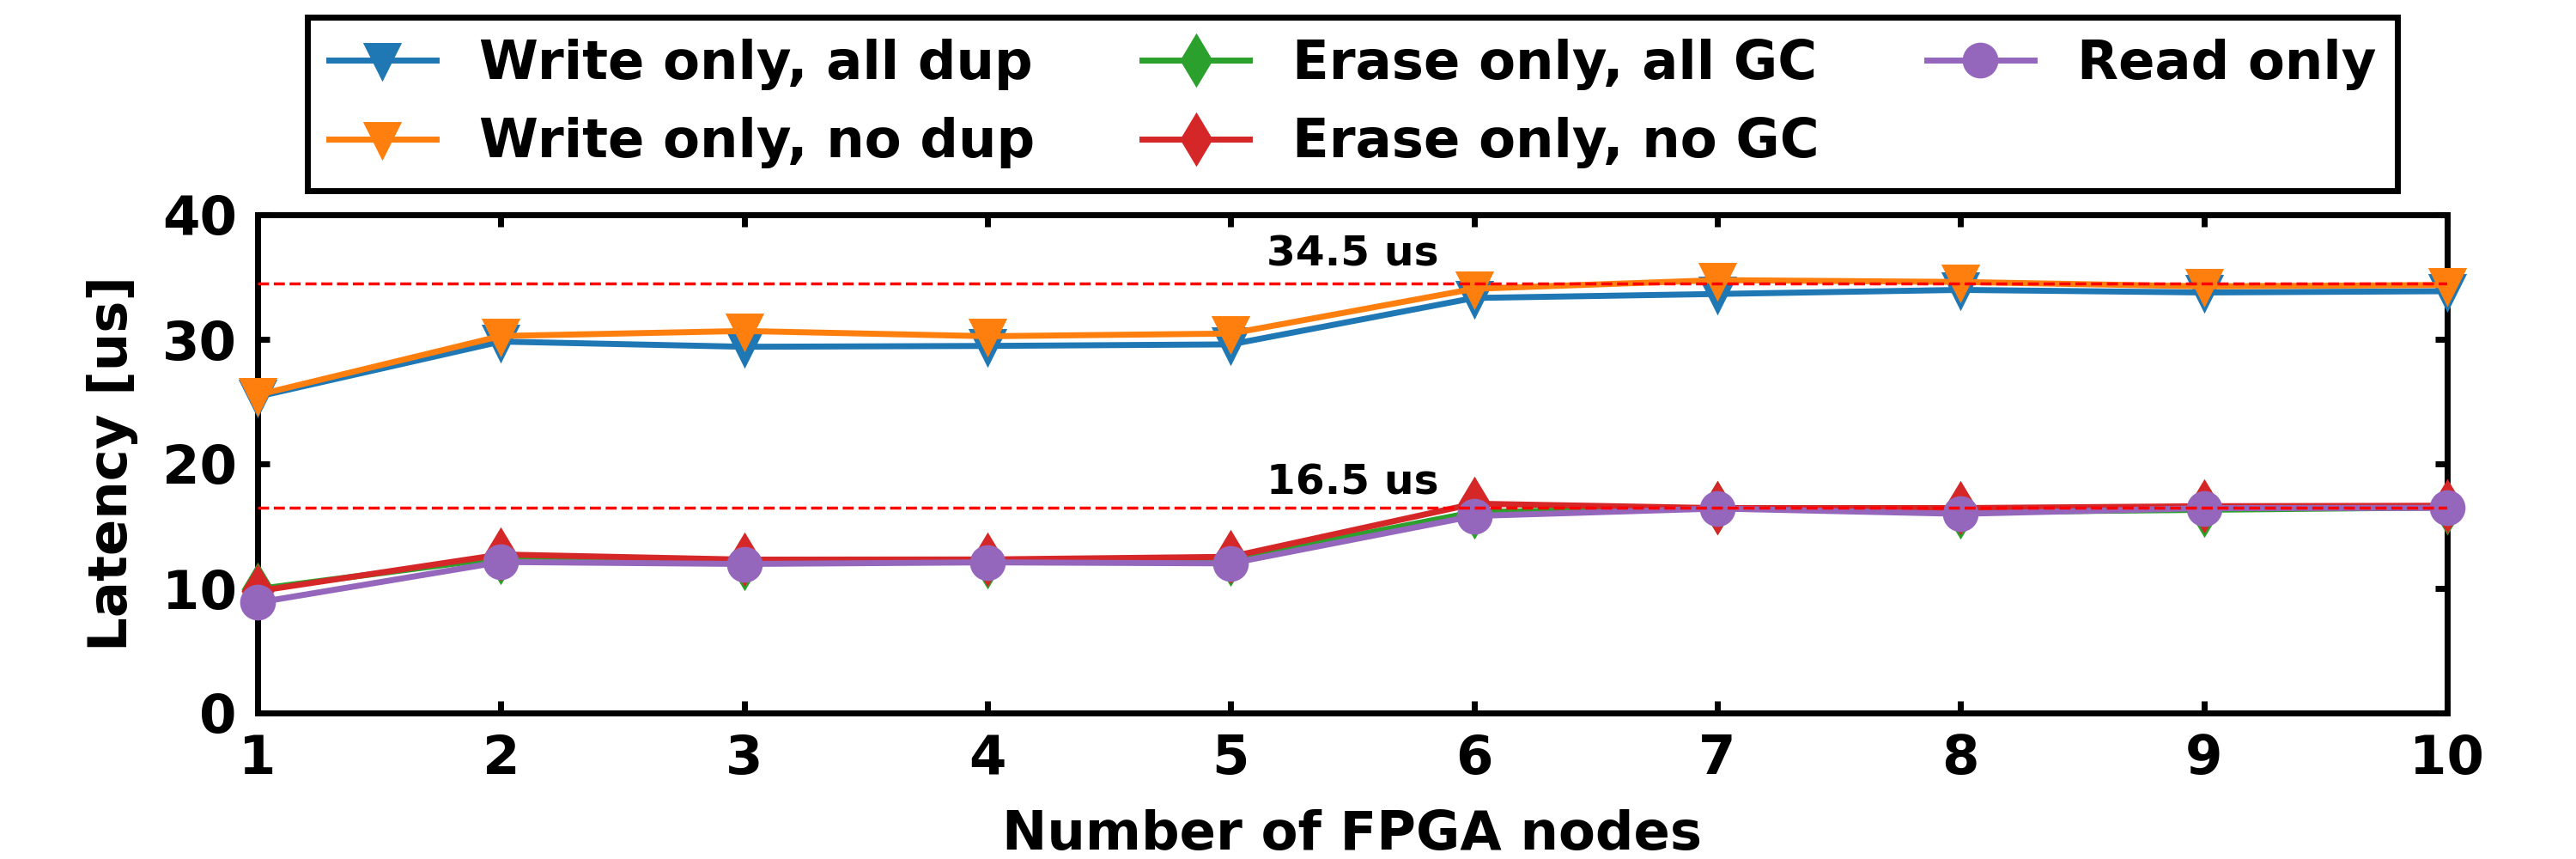 Write only, all dup
Write only, no dup
Erase only, all GC
Erase only, no GC
Read only
40
30
20
10
0
Latency [us]
34.5 us
16.5 us
1 2 3 4 5 6 7 8 9 10
Number of FPGA nodes